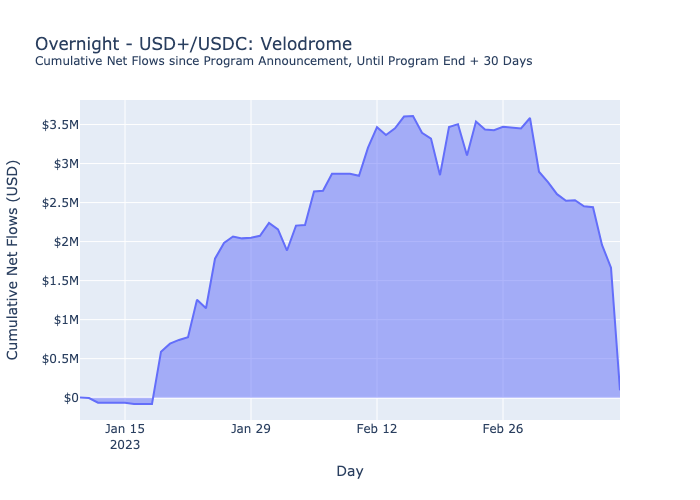 Overnight - USD+/USDC: Velodrome
Cumulative Net Flows since Program Announcement, Until Program End + 30 Days
Cumulative Net Flows (USD)
$3.5M
$3M
$2.5M
$2M
$1.5M
$1M
$0.5M
$0
Jan 15
2023
Jan 29
Feb 12
Feb 26
Day